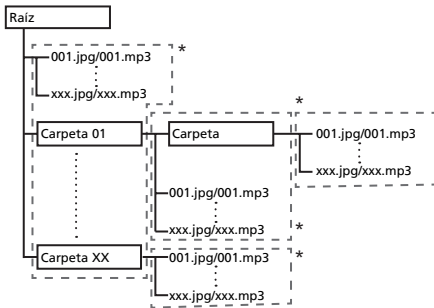 Raíz
*
001.jpg/001.mp3
xxx.jpg/xxx.mp3
*
*
Carpeta 01
Carpeta
001.jpg/001.mp3
xxx.jpg/xxx.mp3
001.jpg/001.mp3
xxx.jpg/xxx.mp3
*
Carpeta XX
001.jpg/001.mp3
*
xxx.jpg/xxx.mp3